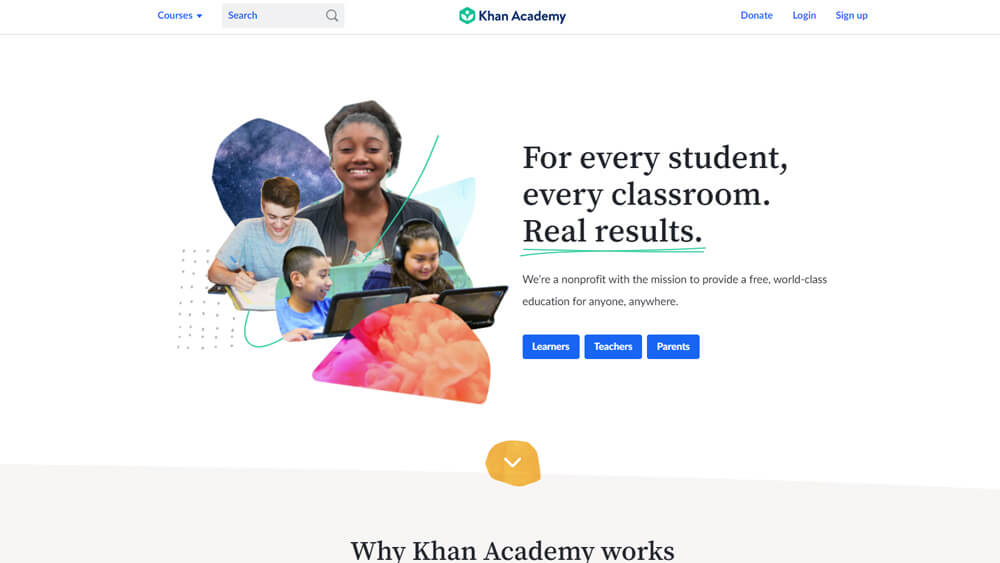 Courses
Search
Khan Academy
Donate
Login
Sign up
For every student,
every classroom.
Real results.
We’re a nonprofit with the mission to provide a free, world-class
education for anyone, anywhere.
Learners
Teachers
Parents
Why Khan Academy works